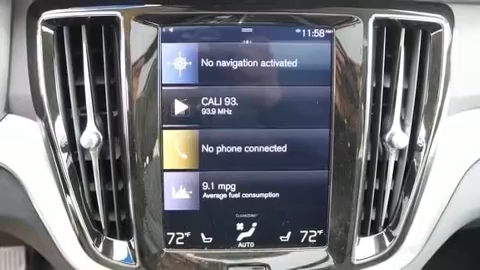 11:58
No navigation activated
CALI 93.
93.9 MHz
No phone connected
9.1 mpg
Average fuel consumption
72°
AUTO
72°